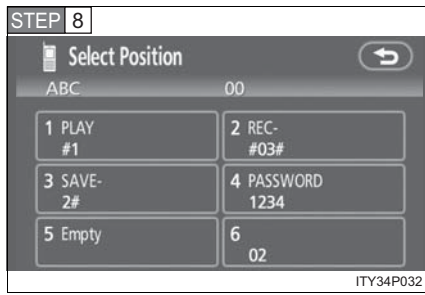 STEP 8
Select Position
ABC 00
1 PLAY
#1
2 REC-
#03#
3 SAVE-
2#
4 PASSWORD
1234
5 Empty
6
02
ITY34P032